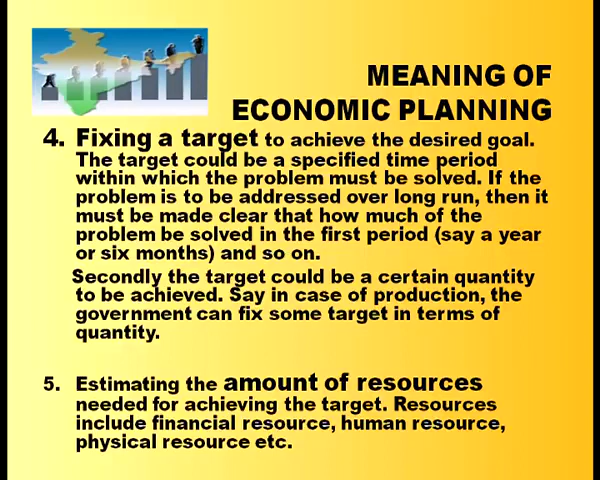 MEANING OF
ECONOMIC PLANNING
4. Fixing a target to achieve the desired goal.
The target could be a specified time period
within which the problem must be solved. If the
problem is to be addressed over long run, then it
must be made clear that how much of the
problem be solved in the first period (say a year
or six months) and so on.
Secondly the target could be a certain quantity
to be achieved. Say in case of production, the
government can fix some target in terms of
quantity.
5. Estimating the amount of resources
needed for achieving the target. Resources
include financial resource, human resource,
physical resource etc.